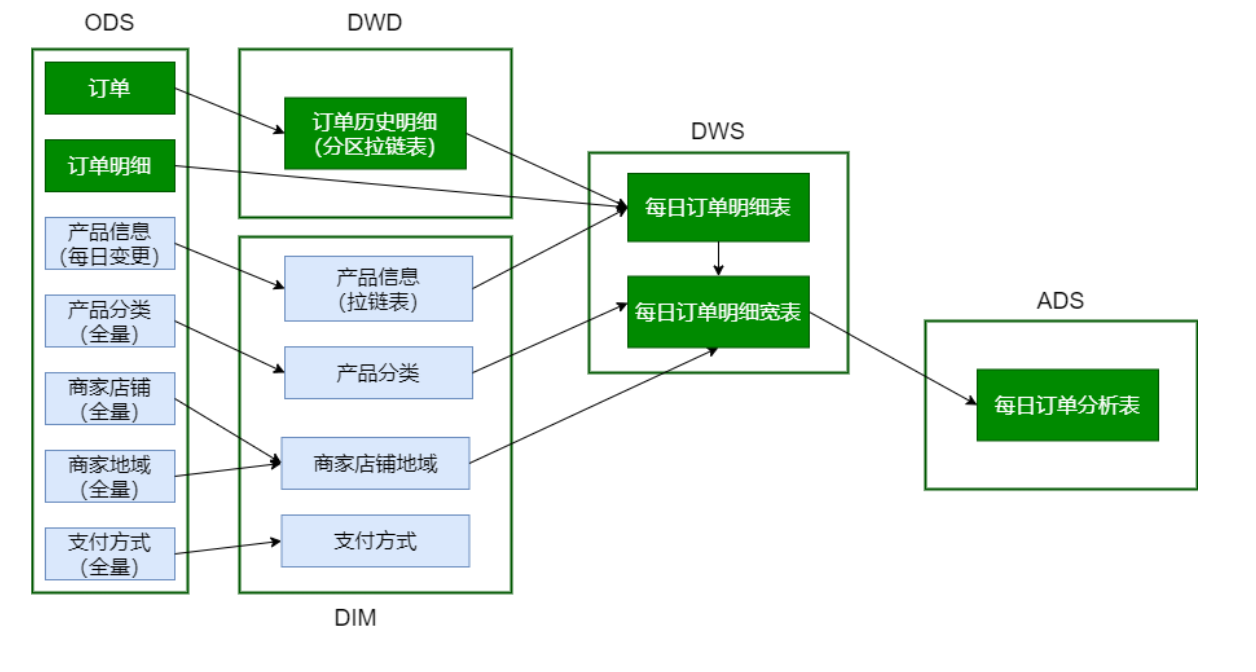 ODS
订单
订单明细
产品信息
（每日变更）
产品分类
（全量）
商家店铺
（全量）
商家地域
（全量）
支付方式
（全量）
DWD
订单历史明细
(分区拉链表)
产品信息
（拉链表）
产品分类
商家店铺地域
支付方式
DIM
DWS
每日订单明细表
每日订单明细宽表
ADS
每日订单分析表